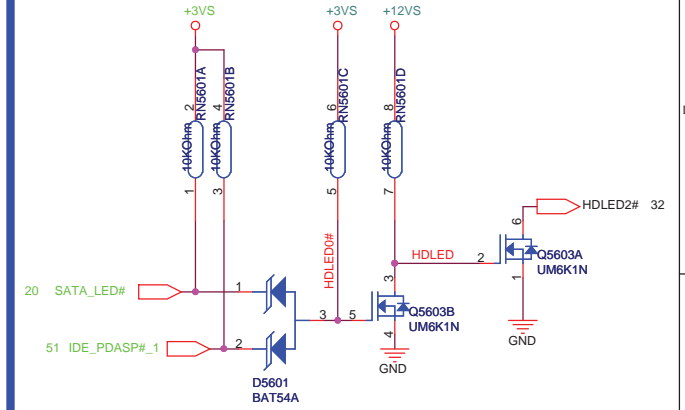 +3VS
+3VS
+12VS
2
10KOhm
1
RN5601A
4
10KOhm
3
RN5601B
6
10KOhm
5
RN5601C
8
10KOhm
7
RN5601D
HDLED2# 32
6
HDLED0#
HDLED
2
Q5603A
UM6K1N
1
20 SATA_LED#
1
3
3
5
Q5603B
UM6K1N
4
GND
51 IDE_PDASP#_1
2
GND
D5601
BAT54A